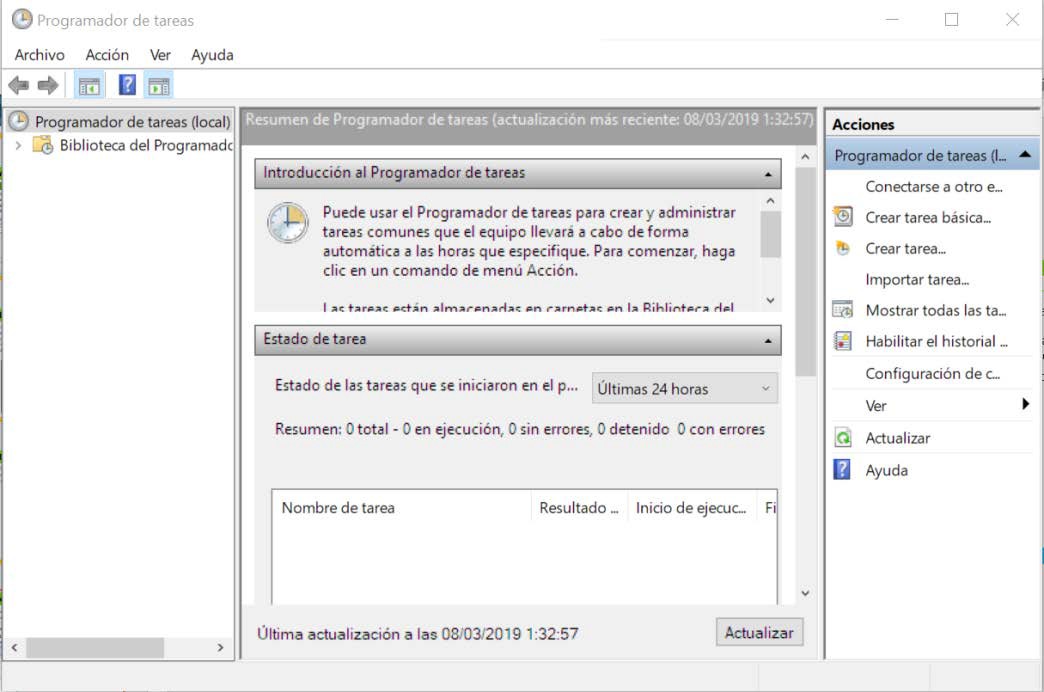 Programador de tareas
Archivo Acción Ver Ayuda
Programador de tareas (local)
Biblioteca del Programado
Resumen de Programador de tareas (actualización más reciente: 08/03/2019 1:32:57)
Introducción al Programador de tareas
Puede usar el Programador de tareas para crear y administrar
tareas comunes que el equipo llevará a cabo de forma
automática a las horas que especifique. Para comenzar, haga
clic en un comando de menú Acción.
Las tareas están almacenadas en carpetas en la Biblioteca del
Estado de tarea
Estado de las tareas que se iniciaron en el p... Últimas 24 horas
Resumen: 0 total - 0 en ejecución, 0 sin errores, 0 detenido 0 con errores
Nombre de tarea Resultado ... Inicio de ejecuc... Fi
Última actualización a las 08/03/2019 1:32:57 Actualizar
Acciones
Programador de tareas (l...
Conectarse a otro e...
Crear tarea básica...
Crear tarea...
Importar tarea...
Mostrar todas las ta...
Habilitar el historial ...
Configuración de c...
Ver
Actualizar
Ayuda